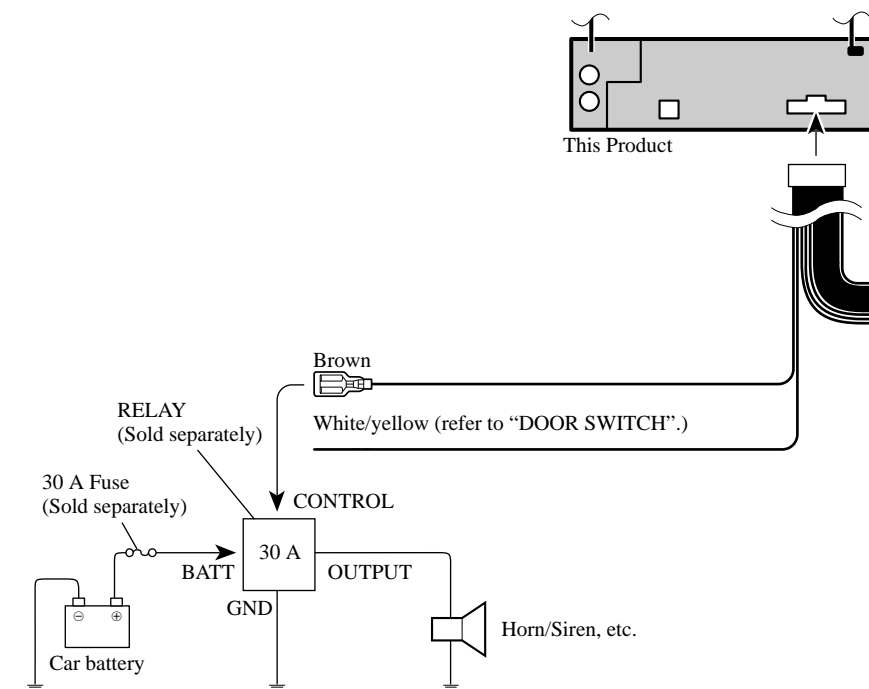 This Product
Brown
White/yellow (refer to “DOOR SWITCH”.)
RELAY
(Sold separately)
30 A Fuse
(Sold separately)
CONTROL
30 A
BATT
OUTPUT
GND
⊖ ⊕
Horn/Siren, etc.
Car battery